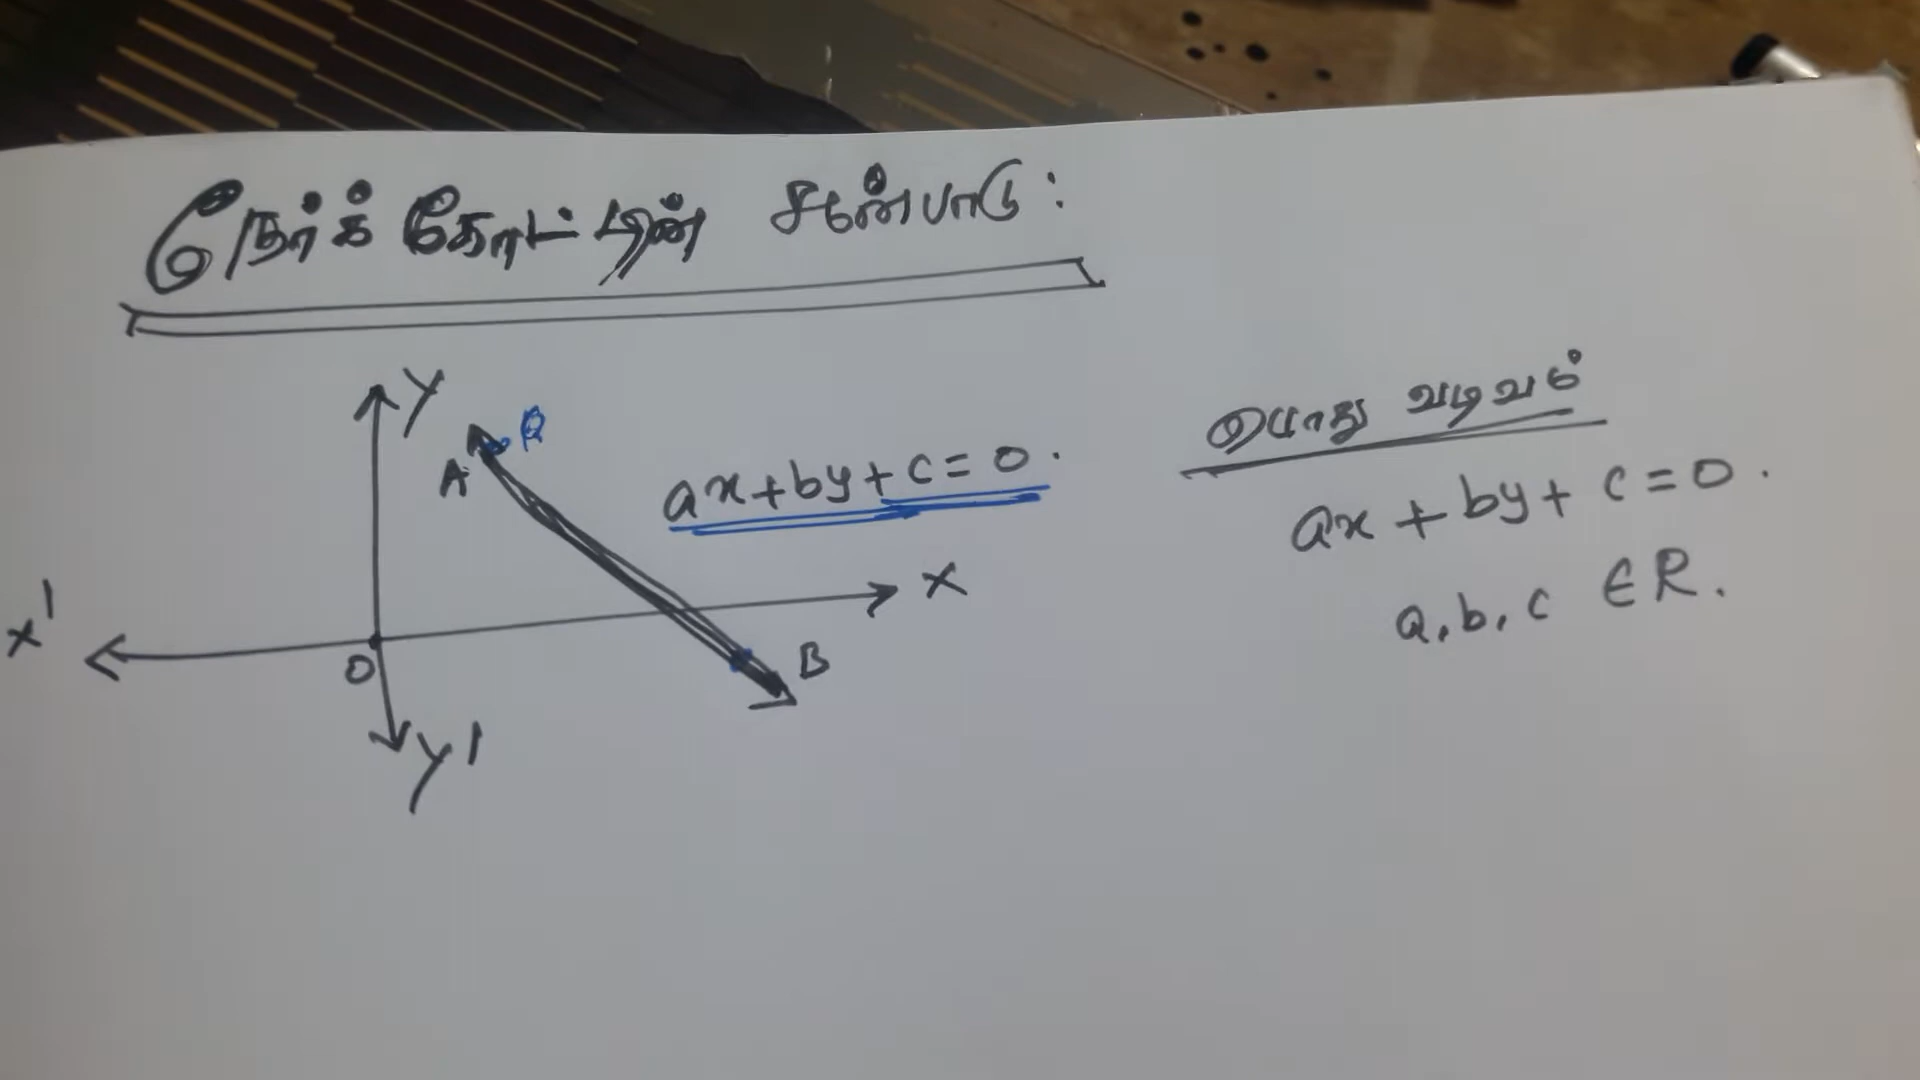 நேர்க் கோட்டின் சமன்பாடு :
Y
A
ax+by+c=0.
X
X'
O
B
Y'
பொது வடிவம்
ax + by + c = 0.
a, b, c ∈ R.